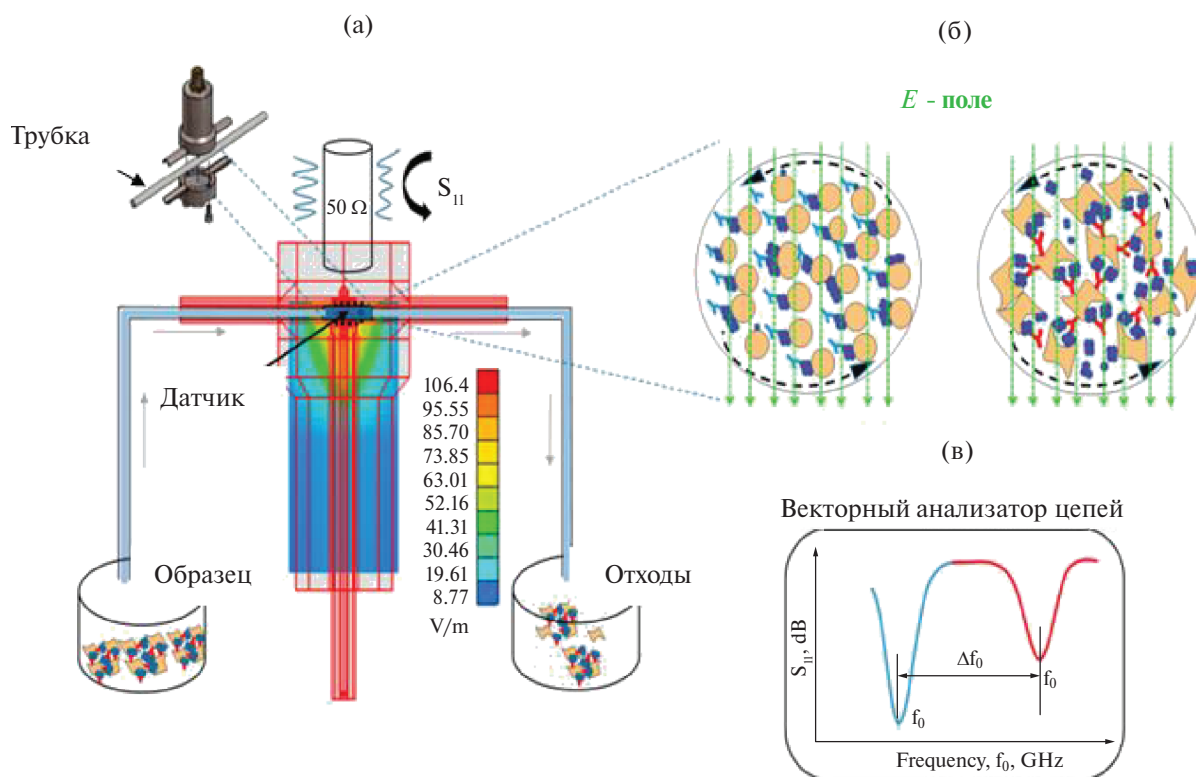 (а)
Трубка
50 Ω
S₁₁
Датчик
Образец
Отходы
106.4
95.55
85.70
73.85
63.01
52.16
41.31
30.46
19.61
8.77
V/m
(б)
E - поле
(в)
Векторный анализатор цепей
S₁₁, dB
Δf₀
f₀
f₀
Frequency, f₀, GHz